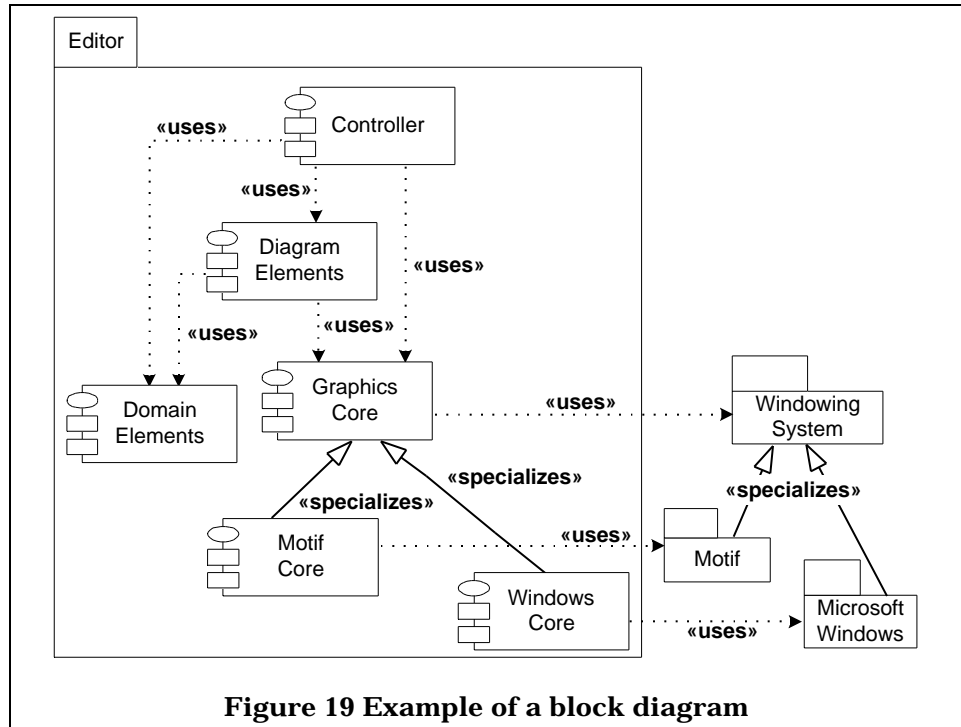 Editor
Controller
«uses»
«uses»
Diagram
Elements
«uses»
«uses»
«uses»
Graphics
Core
Domain
Elements
«uses»
Windowing
System
«specializes»
«specializes»
«specializes»
Motif
Core
«uses»
Motif
Windows
Core
«uses»
Microsoft
Windows
Figure 19 Example of a block diagram